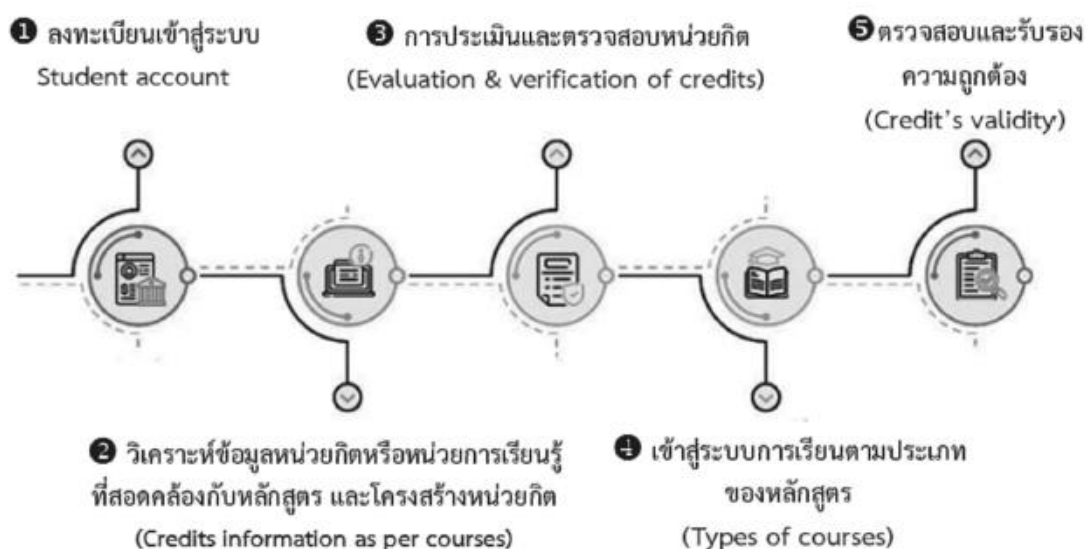 ❶ ลงทะเบียนเข้าสู่ระบบ
Student account
❷ วิเคราะห์ข้อมูลหน่วยกิตหรือหน่วยการเรียนรู้
ที่สอดคล้องกับหลักสูตร และโครงสร้างหน่วยกิต
(Credits information as per courses)
❸ การประเมินและตรวจสอบหน่วยกิต
(Evaluation & verification of credits)
❹ เข้าสู่ระบบการเรียนตามประเภท
ของหลักสูตร
(Types of courses)
❺ ตรวจสอบและรับรอง
ความถูกต้อง
(Credit's validity)